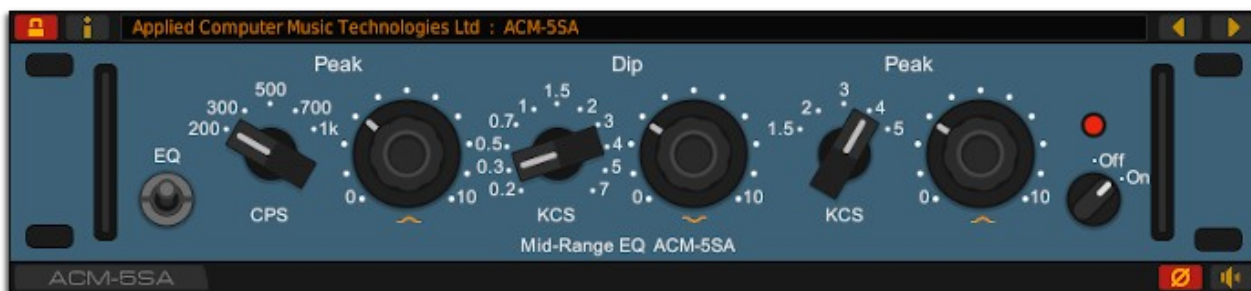 Applied Computer Music Technologies Ltd : ACM-5SA
Peak Dip Peak
EQ
200 300 500 700 1k
CPS
0 10
0.2 0.3 0.5 0.7 1 1.5 2 3 4 5 7
KCS
0 10
1.5 2 3 4 5
KCS
0 10
Off
On
Mid-Range EQ ACM-5SA
ACM-5SA